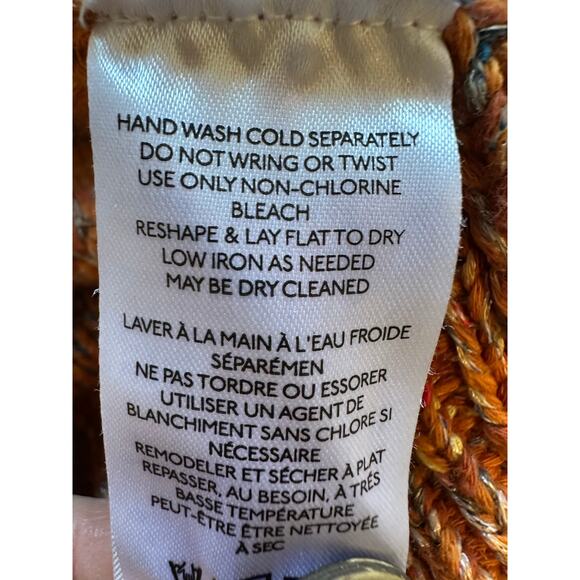 HAND WASH COLD SEPARATELY
DO NOT WRING OR TWIST
USE ONLY NON-CHLORINE
BLEACH
RESHAPE & LAY FLAT TO DRY
LOW IRON AS NEEDED
MAY BE DRY CLEANED
LAVER À LA MAIN À L'EAU FROIDE
SÉPARÉMEN
NE PAS TORDRE OU ESSORER
UTILISER UN AGENT DE
BLANCHIMENT SANS CHLORE SI
NÉCESSAIRE
REMODELER ET SÉCHER À PLAT
REPASSER, AU BESOIN, À TRÉS
BASSE TEMPÉRATURE
PEUT-ÊTRE ÊTRE NETTOYÉE
À SEC